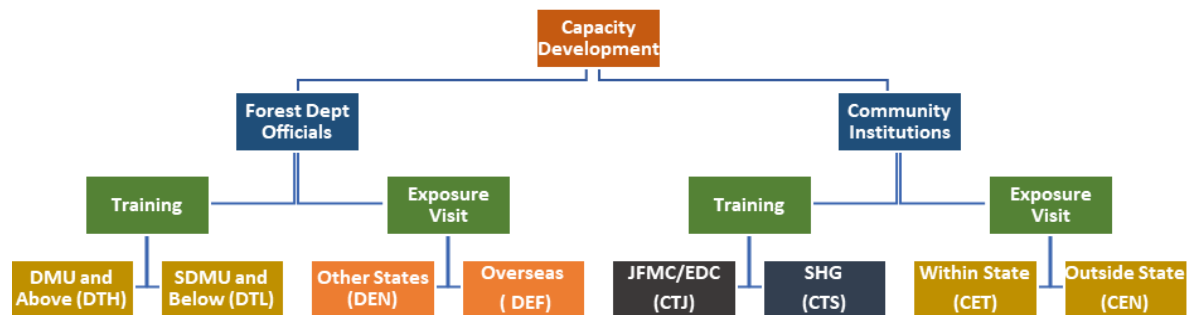 Capacity
Development
Forest Dept
Officials
Community
Institutions
Training
Exposure
Visit
Training
Exposure
Visit
DMU and
Above (DTH)
SDMU and
Below (DTL)
Other States
(DEN)
Overseas
( DEF)
JFMC/EDC
(CTJ)
SHG
(CTS)
Within State
(CET)
Outside State
(CEN)